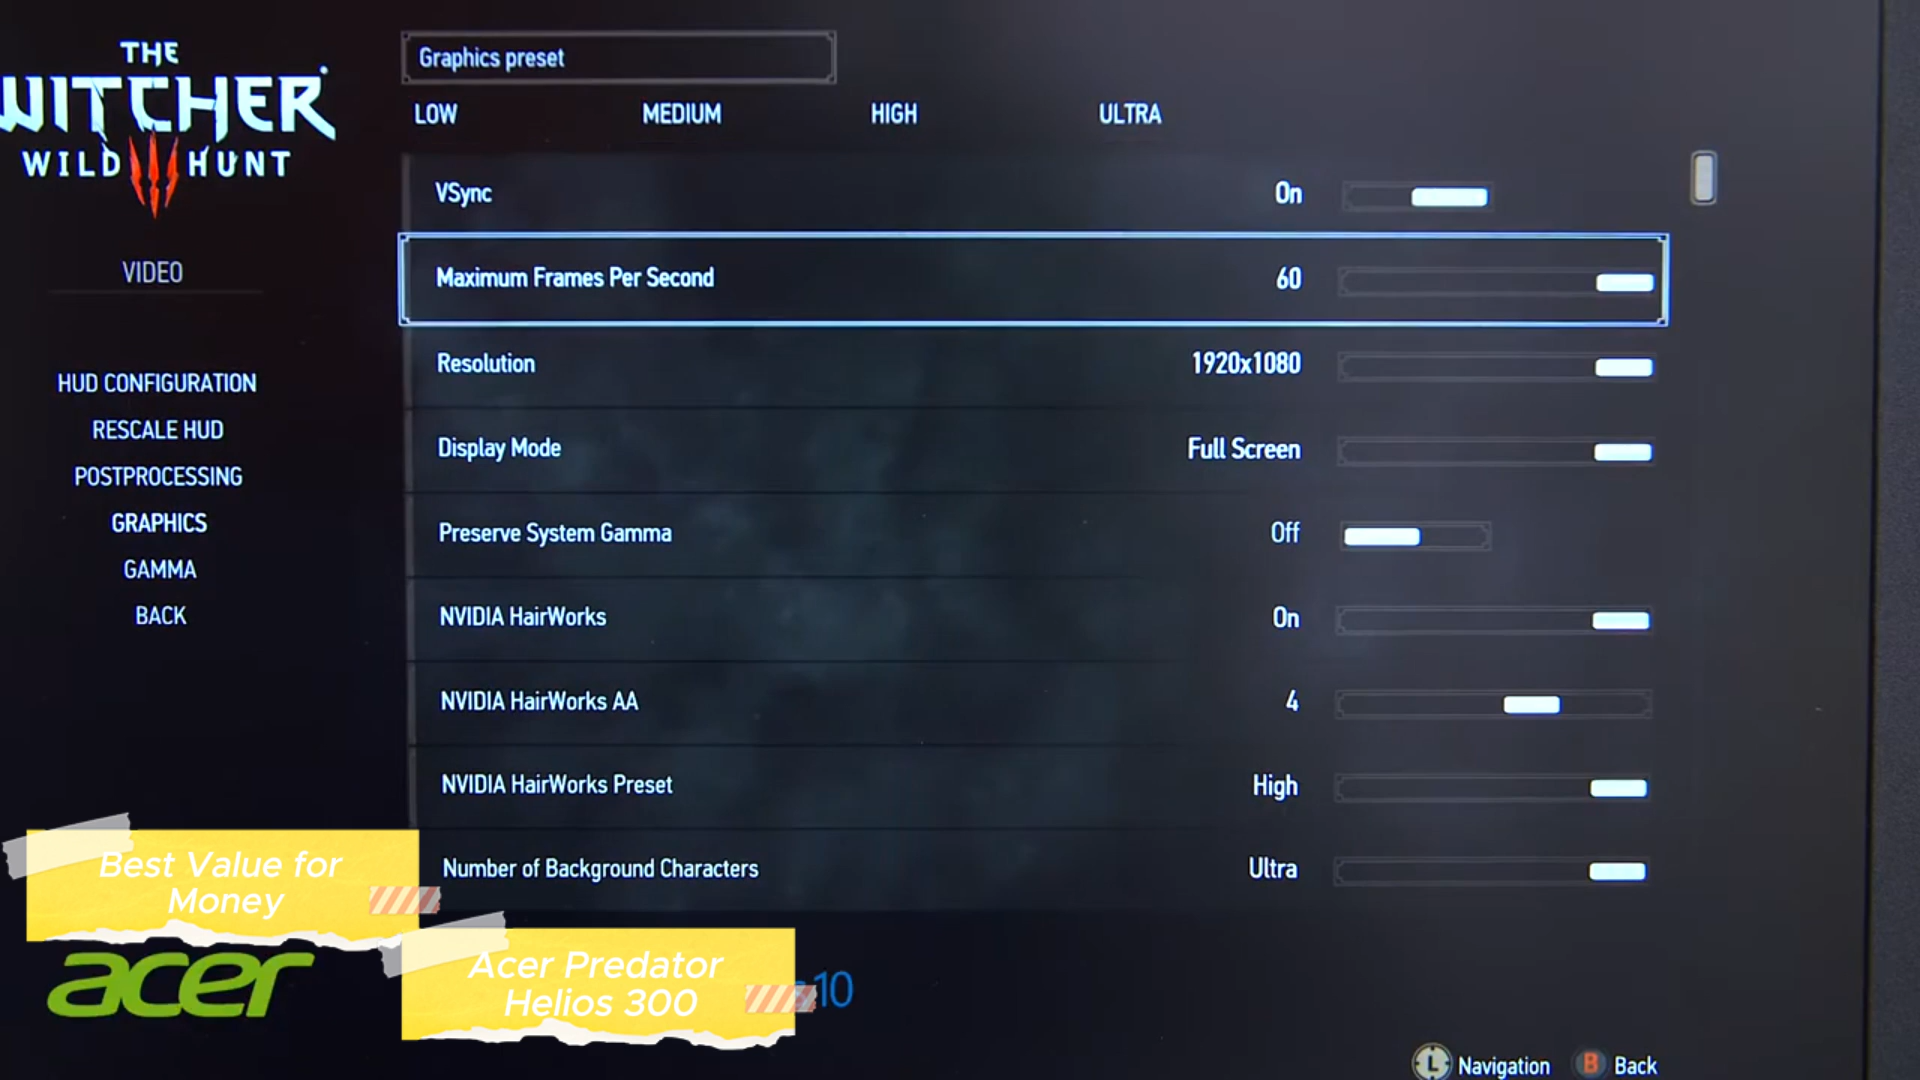 THE
WITCHER
WILD HUNT
VIDEO
HUD CONFIGURATION
RESCALE HUD
POSTPROCESSING
GRAPHICS
GAMMA
BACK
Graphics preset
LOW MEDIUM HIGH ULTRA
VSync On
Maximum Frames Per Second 60
Resolution 1920x1080
Display Mode Full Screen
Preserve System Gamma Off
NVIDIA HairWorks On
NVIDIA HairWorks AA 4
NVIDIA HairWorks Preset High
Number of Background Characters Ultra
Best Value for
Money
acer
Acer Predator
Helios 300
10
L Navigation B Back